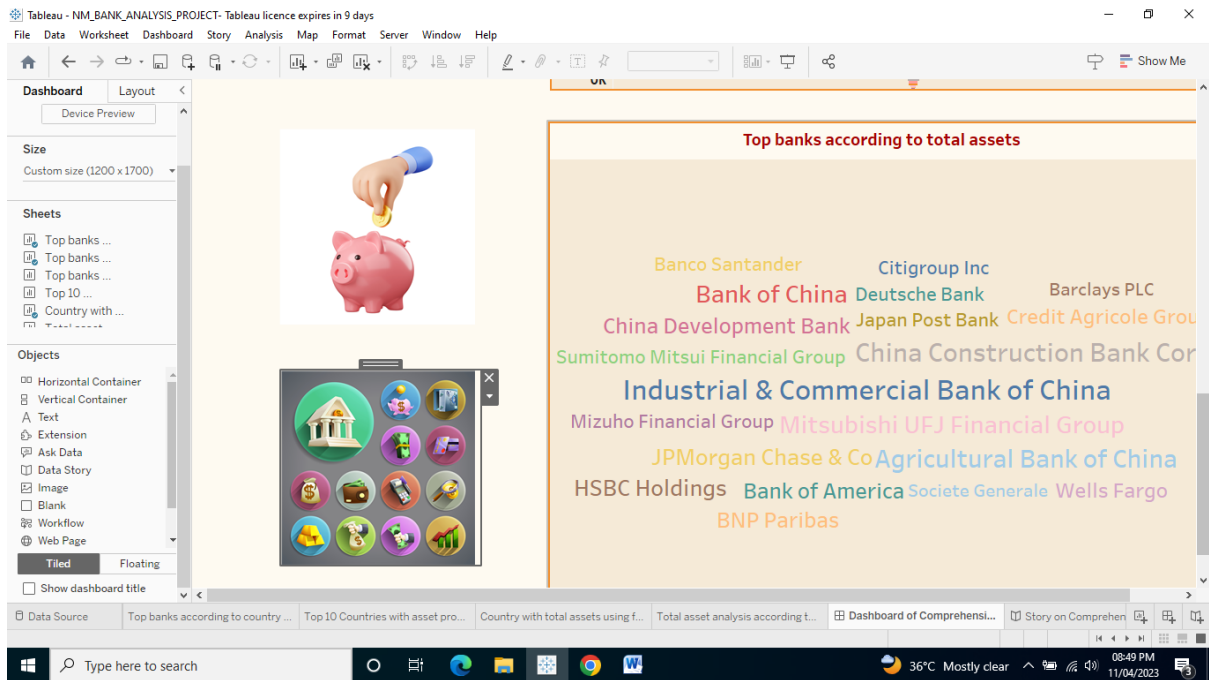 Tableau - NM_BANK_ANALYSIS_PROJECT- Tableau licence expires in 9 days
File Data Worksheet Dashboard Story Analysis Map Format Server Window Help
Show Me
Dashboard Layout
Device Preview
Size
Custom size (1200 x 1700)
Sheets
Top banks ...
Top banks ...
Top banks ...
Top 10 ...
Country with ...
Objects
Horizontal Container
Vertical Container
Text
Extension
Ask Data
Data Story
Image
Blank
Workflow
Web Page
Tiled Floating
Show dashboard title
UK
Top banks according to total assets
Banco Santander Citigroup Inc
Bank of China Deutsche Bank Barclays PLC
China Development Bank Japan Post Bank Credit Agricole Grou
Sumitomo Mitsui Financial Group China Construction Bank Cor
Industrial & Commercial Bank of China
Mizuho Financial Group Mitsubishi UFJ Financial Group
JPMorgan Chase & Co Agricultural Bank of China
HSBC Holdings Bank of America Societe Generale Wells Fargo
BNP Paribas
Data Source Top banks according to country ... Top 10 Countries with asset pro... Country with total assets using f... Total asset analysis according t... Dashboard of Comprehensi... Story on Comprehen
Type here to search
36°C Mostly clear
08:49 PM
11/04/2023
3